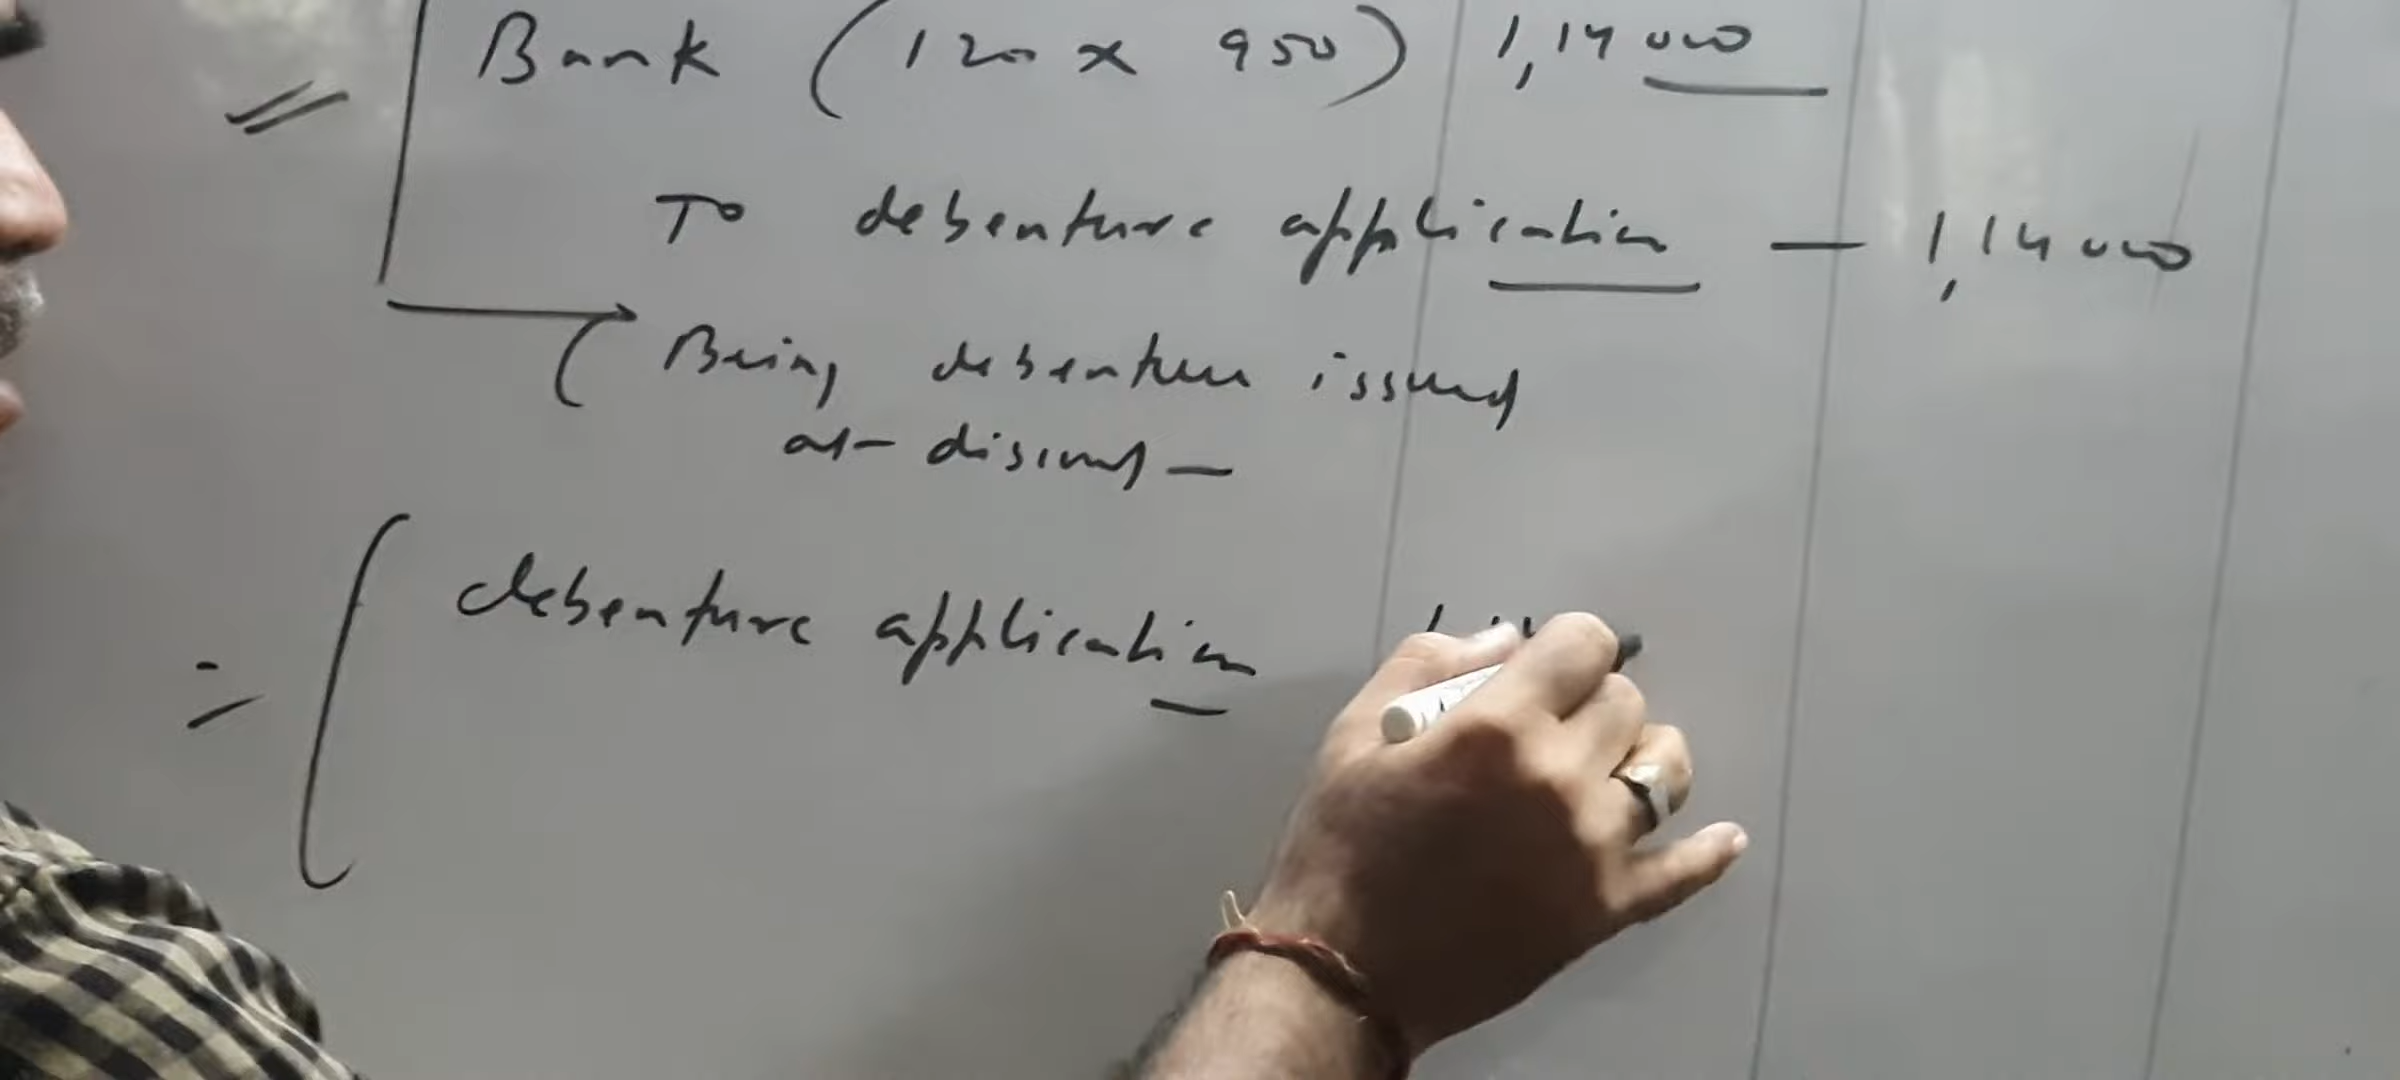 Bank (120 x 950) 1,14000
To debenture application — 1,14000
(Being debenture issued
at discount —
= debenture application